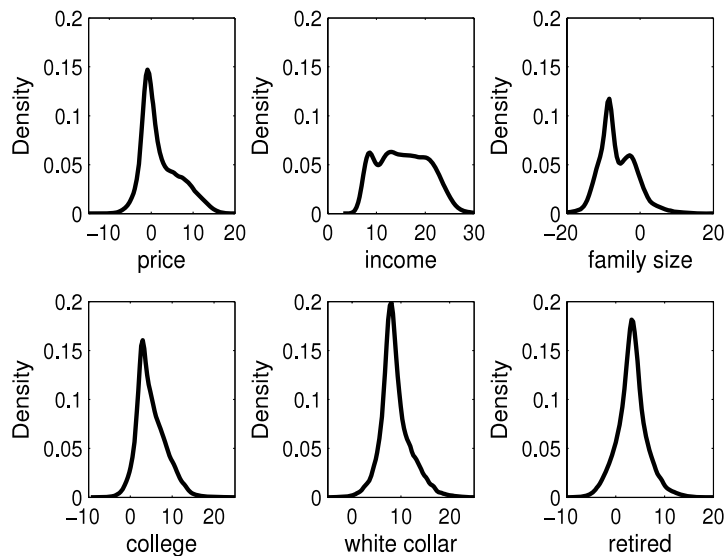 0.2 0.2 0.2
0.15 0.15 0.15
0.1 0.1 0.1
0.05 0.05 0.05
0 0 0
Density Density Density
−10 0 10 20 0 10 20 30 −20 0 20
price income family size
0.2 0.2 0.2
0.15 0.15 0.15
0.1 0.1 0.1
0.05 0.05 0.05
0 0 0
Density Density Density
−10 0 10 20 0 10 20 −10 0 10 20
college white collar retired